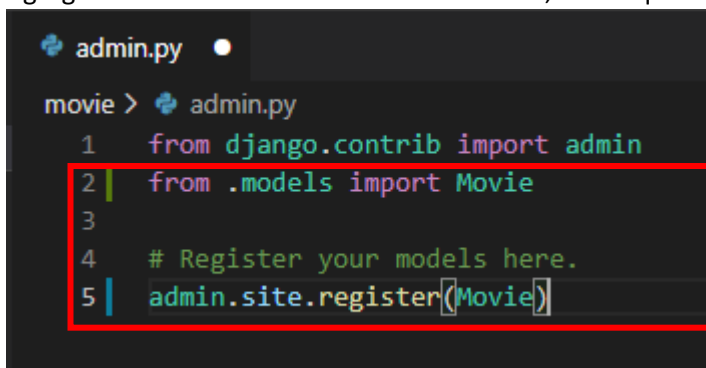 admin.py
movie > admin.py
1 from django.contrib import admin
2 from .models import Movie
3
4 # Register your models here.
5 admin.site.register(Movie)